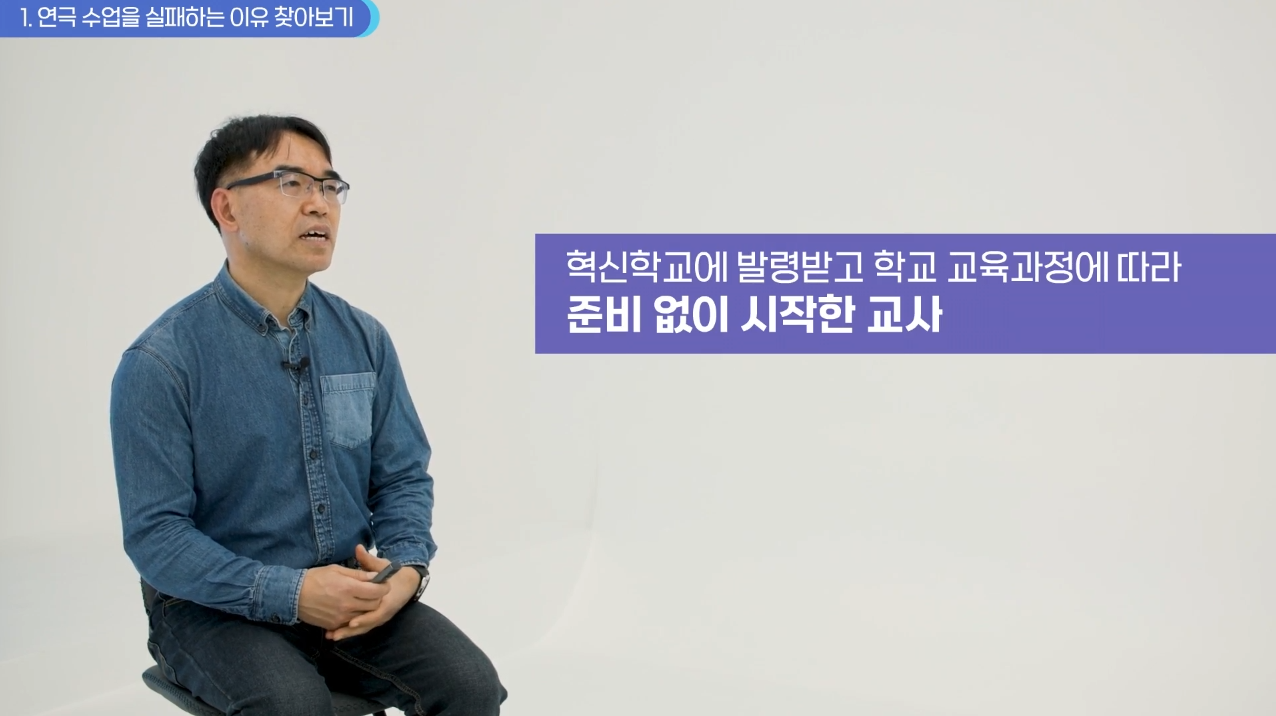 1. 연극 수업을 실패하는 이유 찾아보기
혁신학교에 발령받고 학교 교육과정에 따라
준비 없이 시작한 교사